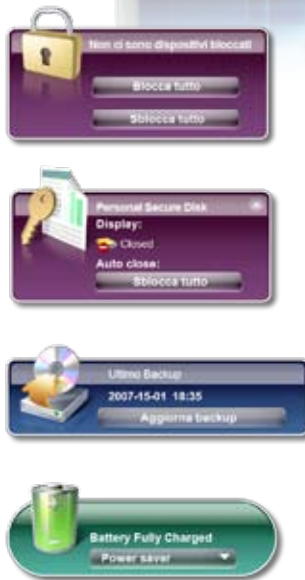 Non ci sono dispositivi bloccati
Blocca tutto
Sblocca tutto
Personal Secure Disk
Display:
Closed
Auto close:
Sblocca tutto
Ultimo Backup
2007-15-01 18:35
Aggiorna backup
Battery Fully Charged
Power saver